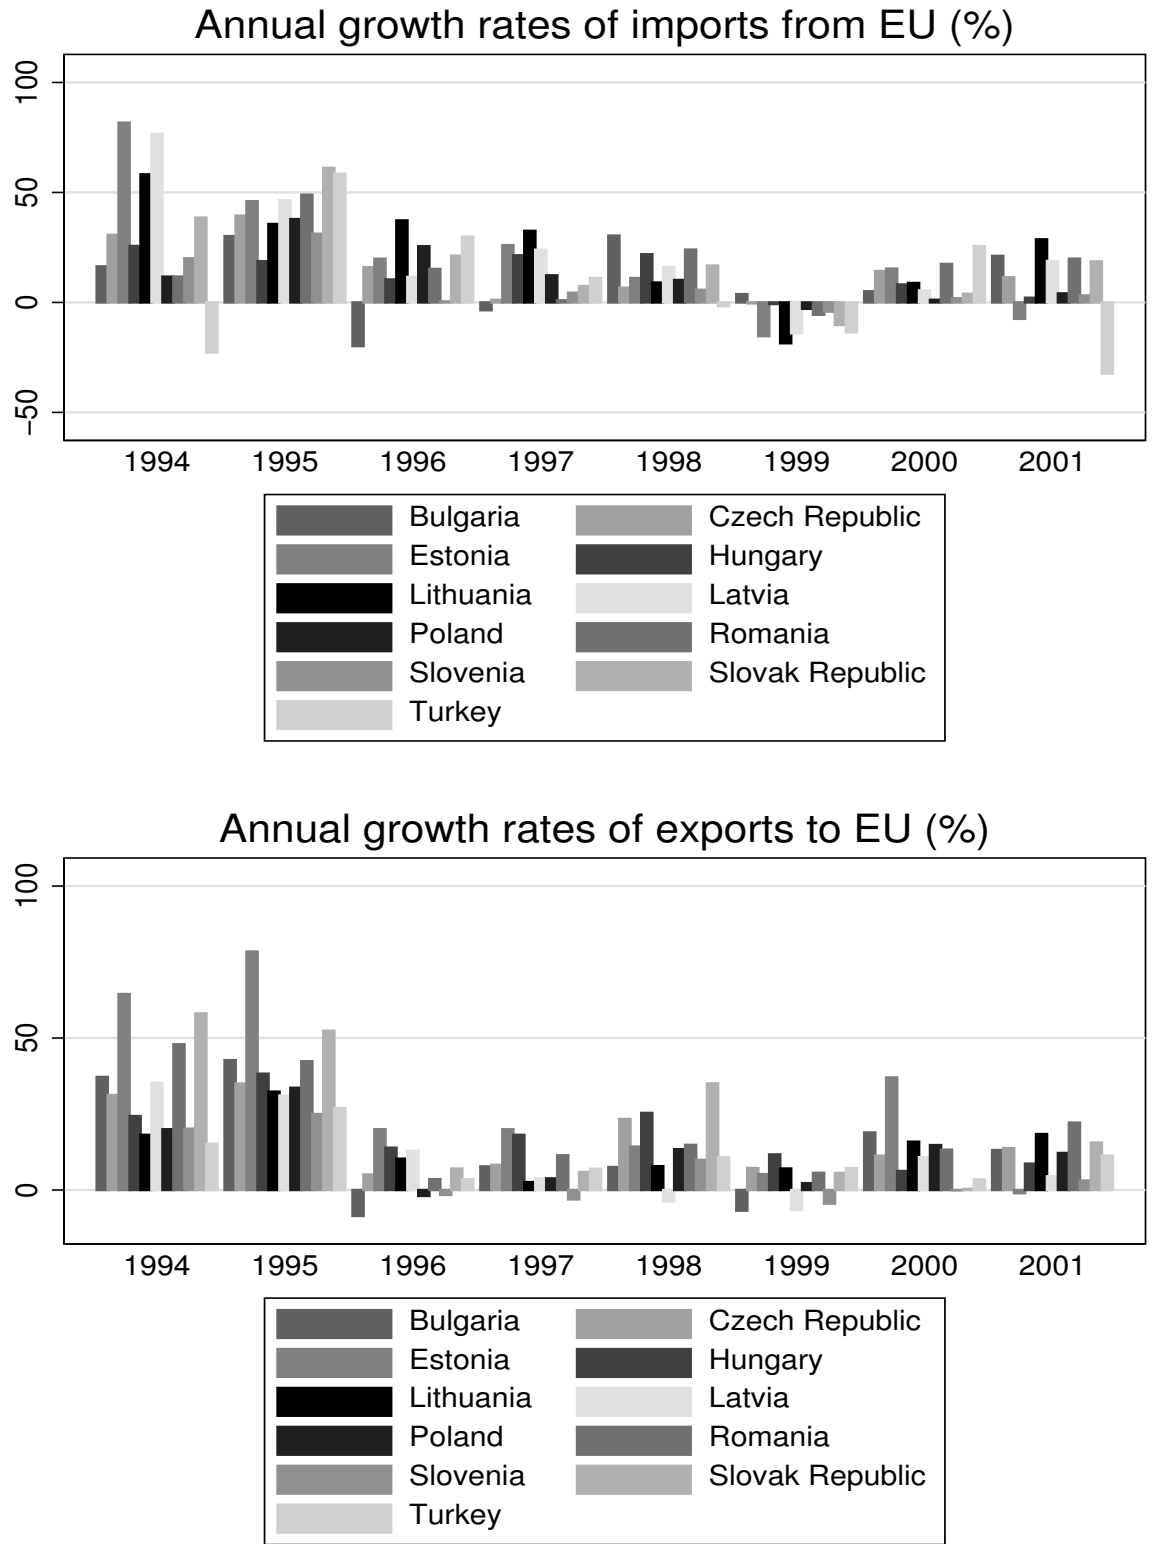 Annual growth rates of imports from EU (%)
100
50
0
−50
1994 1995 1996 1997 1998 1999 2000 2001
Bulgaria Czech Republic
Estonia Hungary
Lithuania Latvia
Poland Romania
Slovenia Slovak Republic
Turkey
Annual growth rates of exports to EU (%)
100
50
0
1994 1995 1996 1997 1998 1999 2000 2001
Bulgaria Czech Republic
Estonia Hungary
Lithuania Latvia
Poland Romania
Slovenia Slovak Republic
Turkey